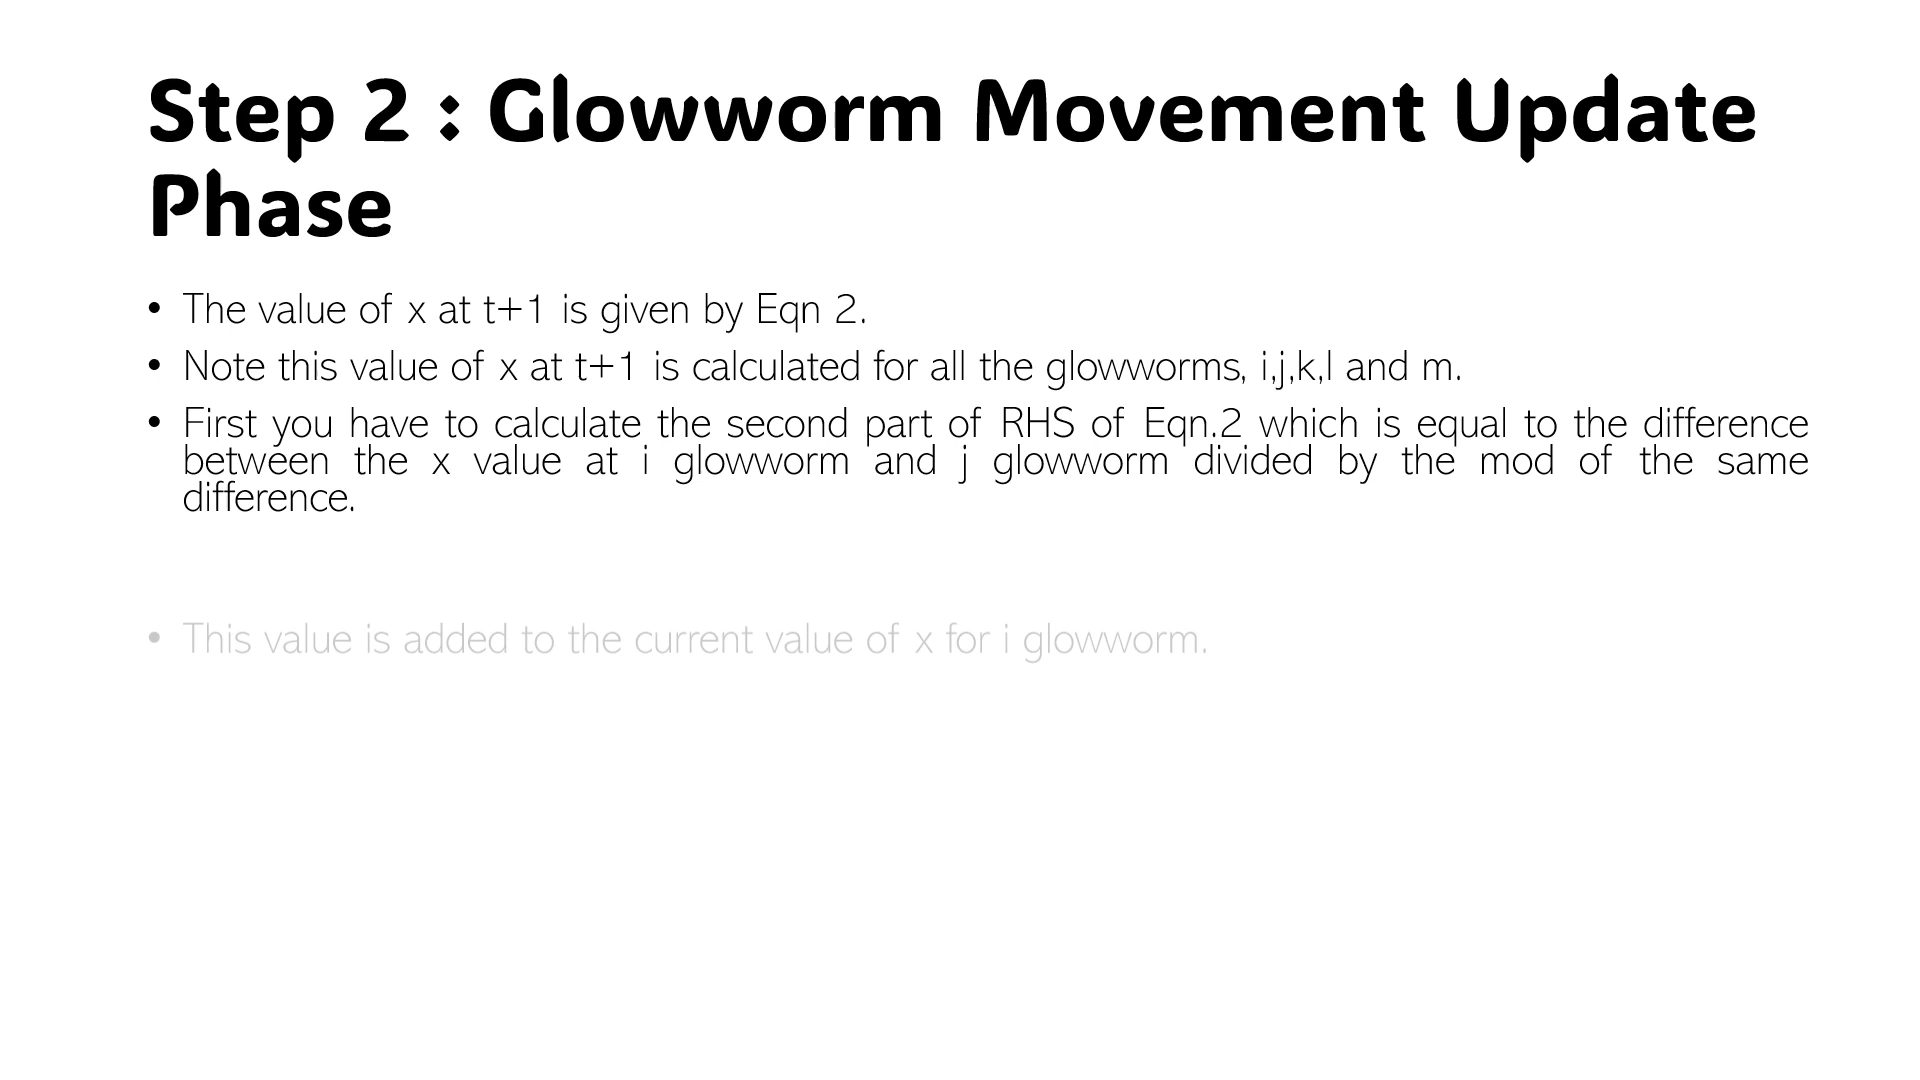 Step 2 : Glowworm Movement Update
Phase
• The value of x at t+1 is given by Eqn 2.
• Note this value of x at t+1 is calculated for all the glowworms, i,j,k,l and m.
• First you have to calculate the second part of RHS of Eqn.2 which is equal to the difference
between the x value at i glowworm and j glowworm divided by the mod of the same
difference.
• This value is added to the current value of x for i glowworm.